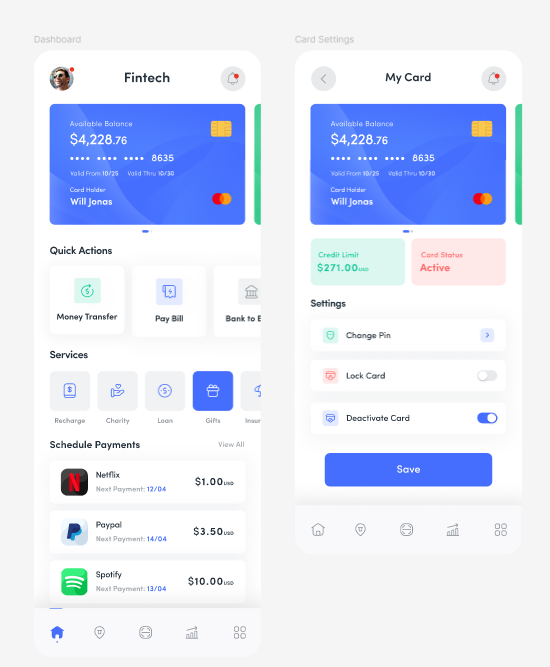 Dashboard
Fintech
Available Balance
$4,228.76
•••• •••• •••• 8635
Valid From 10/25 Valid Thru 10/30
Card Holder
Will Jonas
Quick Actions
Money Transfer
Pay Bill
Bank to
Services
Recharge
Charity
Loan
Gifts
Insur
Schedule Payments
View All
Netflix
Next Payment: 12/04
$1.00USD
Paypal
Next Payment: 14/04
$3.50USD
Spotify
Next Payment: 13/04
$10.00USD
Card Settings
My Card
Available Balance
$4,228.76
•••• •••• •••• 8635
Valid From 10/25 Valid Thru 10/30
Card Holder
Will Jonas
Credit Limit
$271.00USD
Card Status
Active
Settings
Change Pin
Lock Card
Deactivate Card
Save